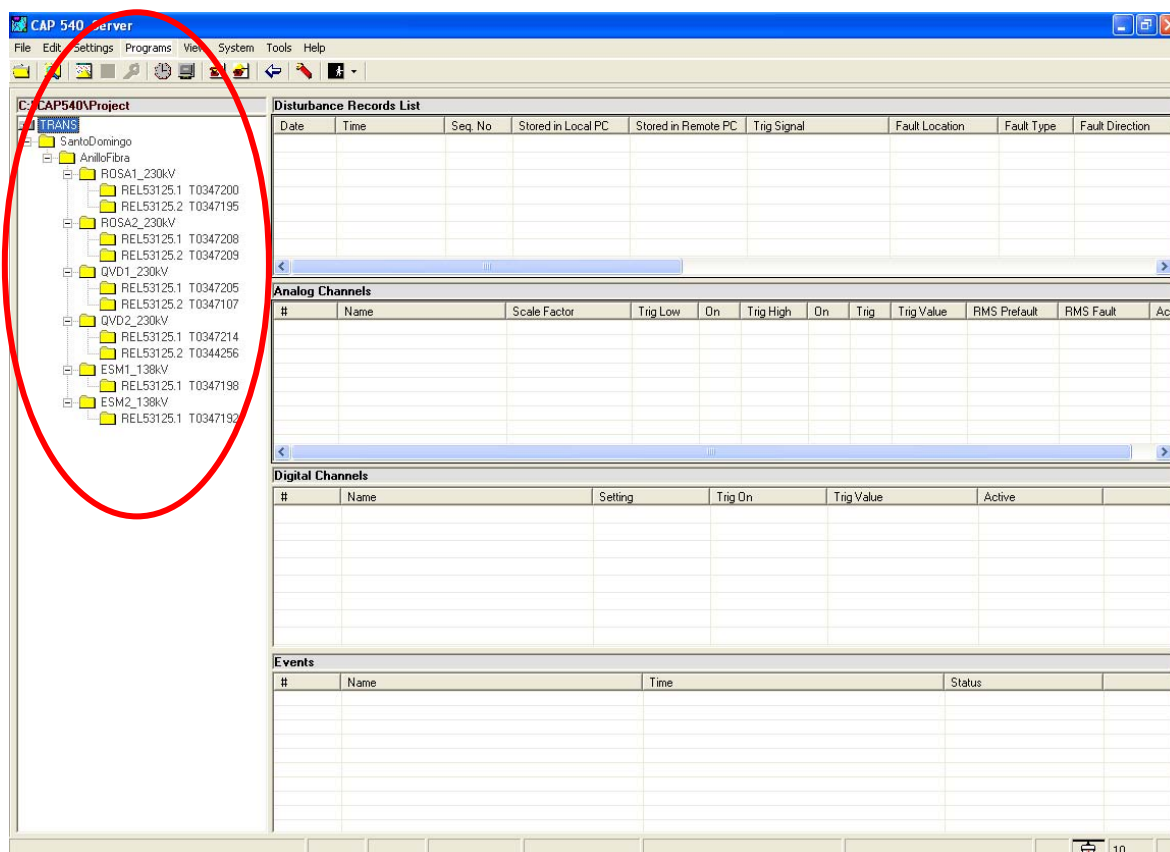 CAP 540 Server
File Edit Settings Programs View System Tools Help
C:\CAP540\Project
TRANS
SantoDomingo
AnilloFibra
ROSA1_230kV
REL53125.1 T0347200
REL53125.2 T0347195
ROSA2_230kV
REL53125.1 T0347208
REL53125.2 T0347209
QVD1_230kV
REL53125.1 T0347205
REL53125.2 T0347107
QVD2_230kV
REL53125.1 T0347214
REL53125.2 T0344256
ESM1_138kV
REL53125.1 T0347198
ESM2_138kV
REL53125.1 T0347192
Disturbance Records List
Date Time Seq. No Stored in Local PC Stored in Remote PC Trig Signal Fault Location Fault Type Fault Direction
Analog Channels
# Name Scale Factor Trig Low On Trig High On Trig Trig Value RMS Prefault RMS Fault Ac
Digital Channels
# Name Setting Trig On Trig Value Active
Events
# Name Time Status
10